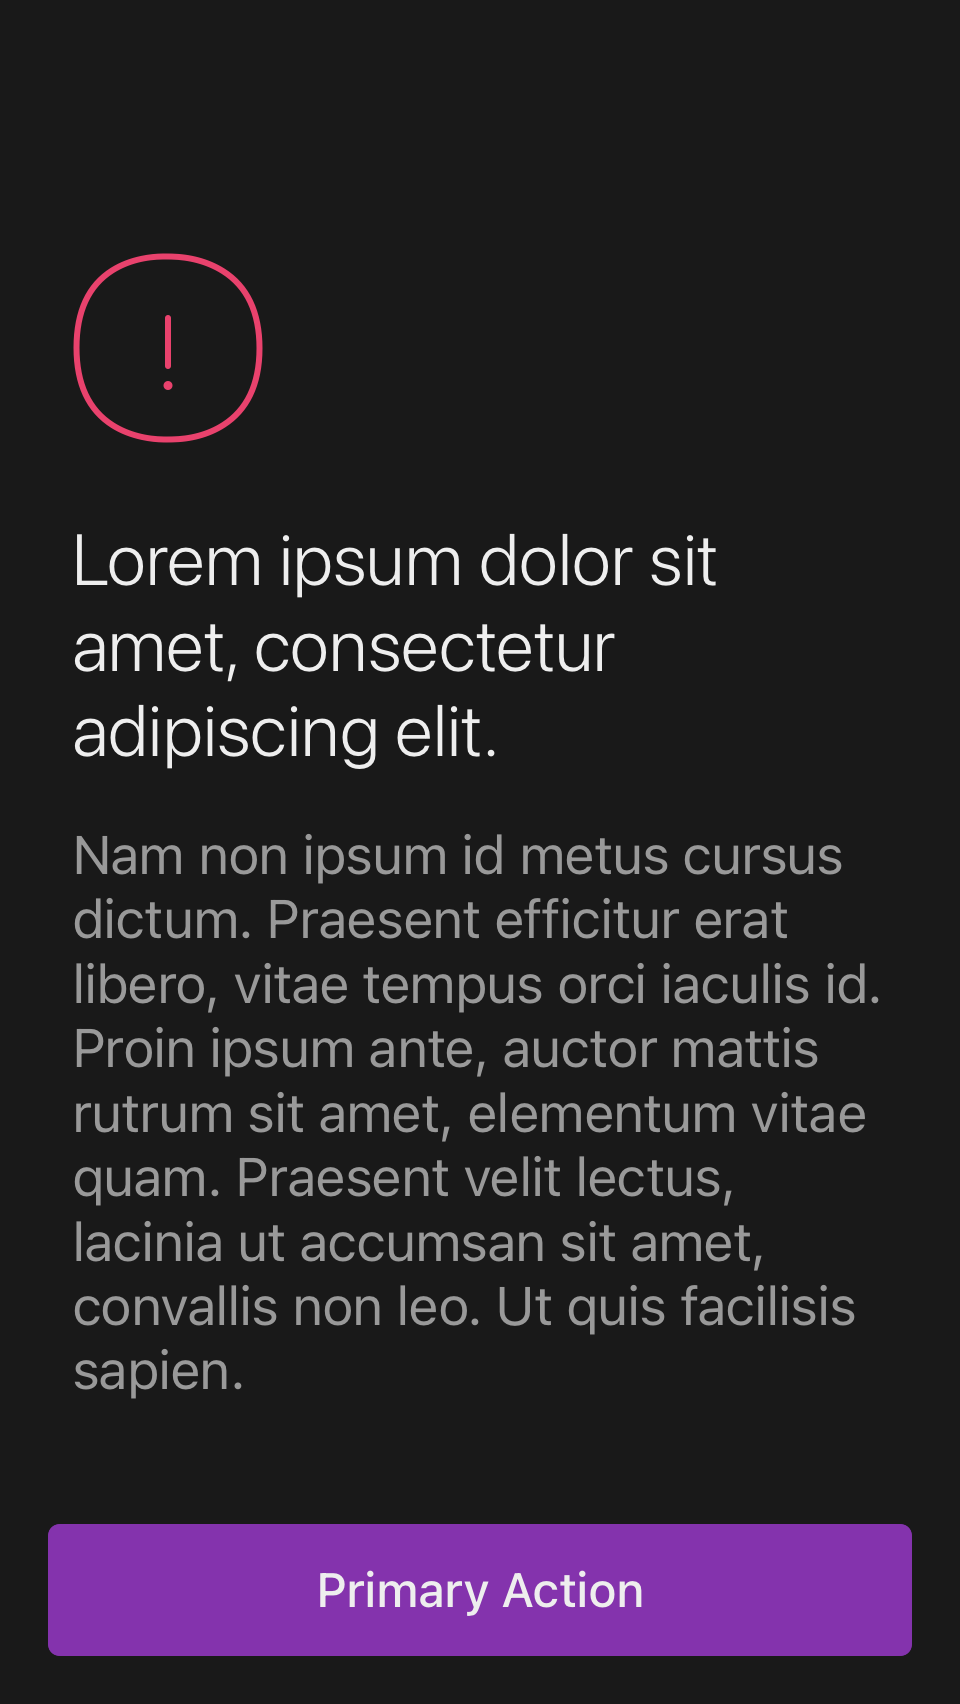 Lorem ipsum dolor sit
amet, consectetur
adipiscing elit.
Nam non ipsum id metus cursus
dictum. Praesent efficitur erat
libero, vitae tempus orci iaculis id.
Proin ipsum ante, auctor mattis
rutrum sit amet, elementum vitae
quam. Praesent velit lectus,
lacinia ut accumsan sit amet,
convallis non leo. Ut quis facilisis
sapien.
Primary Action